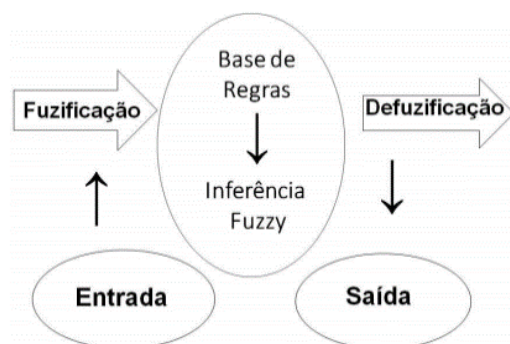 Base de
Regras
Fuzificação
Defuzificação
Inferência
Fuzzy
Entrada
Saída